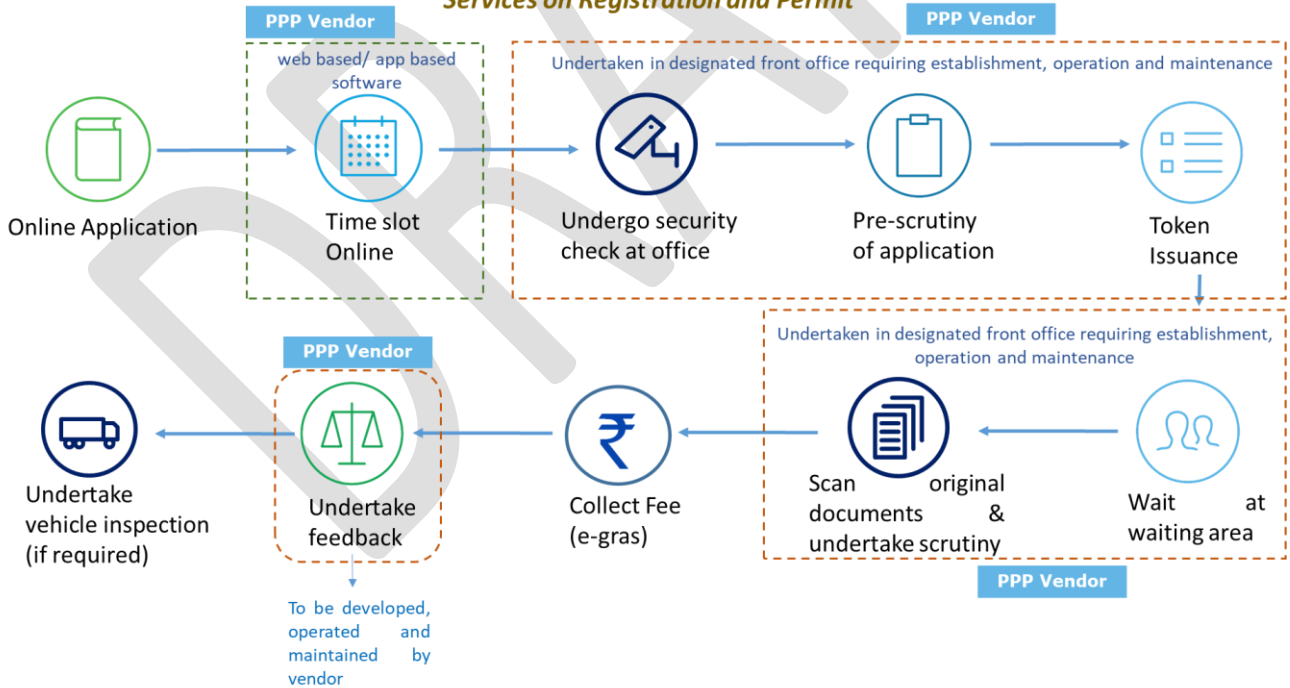 Services on Registration and Permit
PPP Vendor
PPP Vendor
web based/ app based
software
Undertaken in designated front office requiring establishment, operation and maintenance
Online Application
Time slot
Online
Undergo security
check at office
Pre-scrutiny
of application
Token
Issuance
Undertaken in designated front office requiring establishment,
operation and maintenance
PPP Vendor
Undertake
vehicle inspection
(if required)
Undertake
feedback
₹
Collect Fee
(e-gras)
Scan original
documents &
undertake scrutiny
Wait at
waiting area
PPP Vendor
To be developed,
operated and
maintained by
vendor